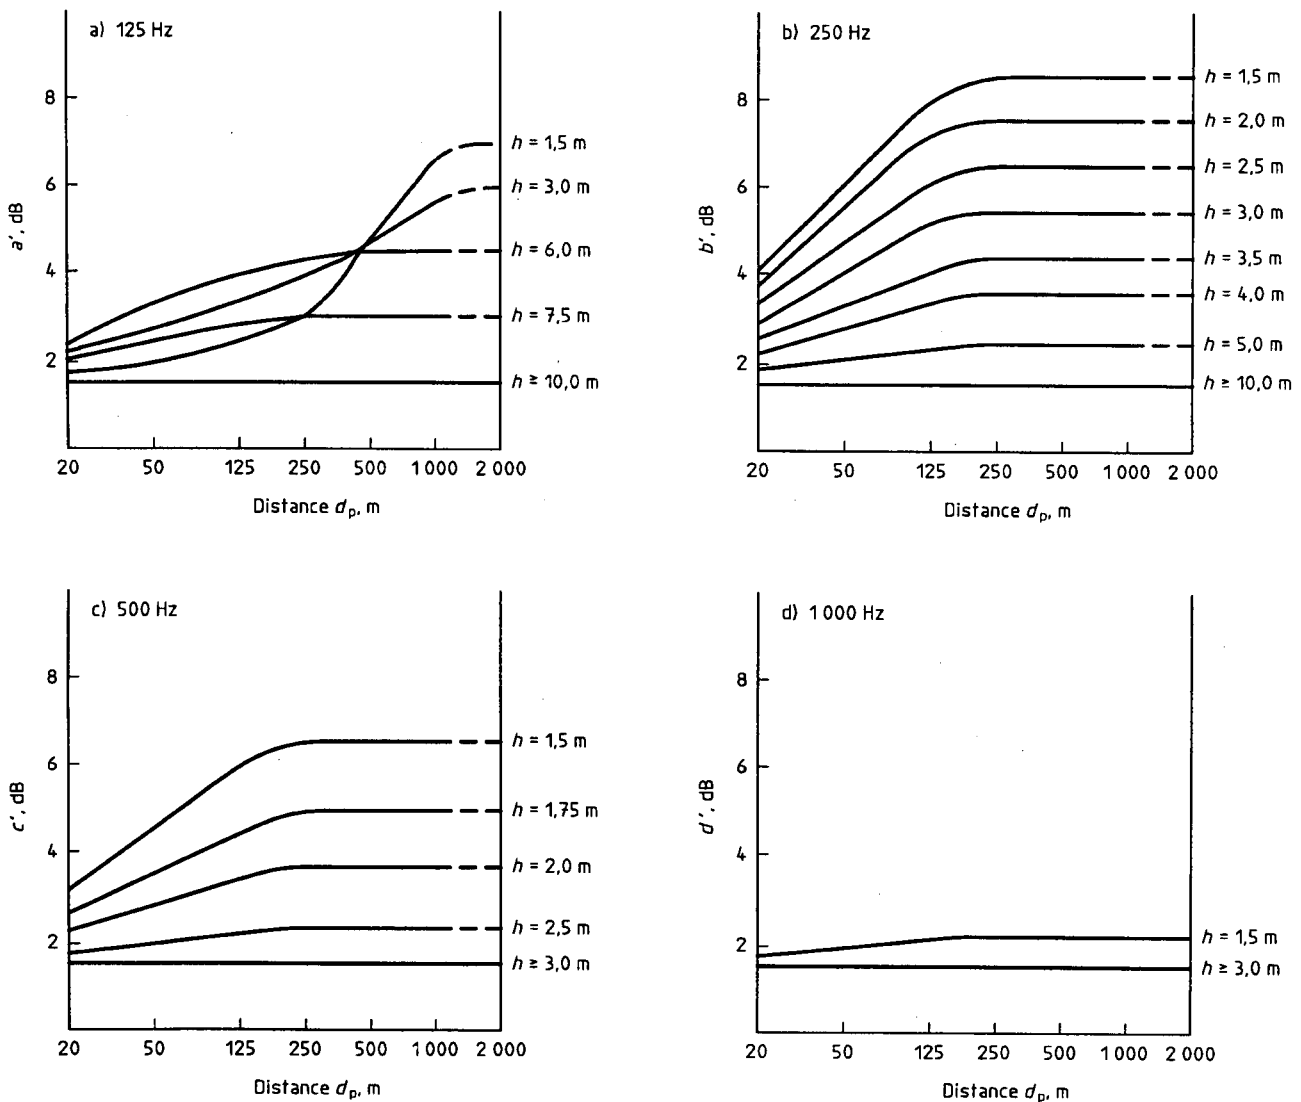 a) 125 Hz
8
6
4
2
a', dB
h = 1,5 m
h = 3,0 m
h = 6,0 m
h = 7,5 m
h ≥ 10,0 m
20 50 125 250 500 1 000 2 000
Distance dp, m
b) 250 Hz
8
6
4
2
b', dB
h = 1,5 m
h = 2,0 m
h = 2,5 m
h = 3,0 m
h = 3,5 m
h = 4,0 m
h = 5,0 m
h ≥ 10,0 m
20 50 125 250 500 1 000 2 000
Distance dp, m
c) 500 Hz
8
6
4
2
c', dB
h = 1,5 m
h = 1,75 m
h = 2,0 m
h = 2,5 m
h ≥ 3,0 m
20 50 125 250 500 1 000 2 000
Distance dp, m
d) 1 000 Hz
8
6
4
2
d', dB
h = 1,5 m
h ≥ 3,0 m
20 50 125 250 500 1 000 2 000
Distance dp, m